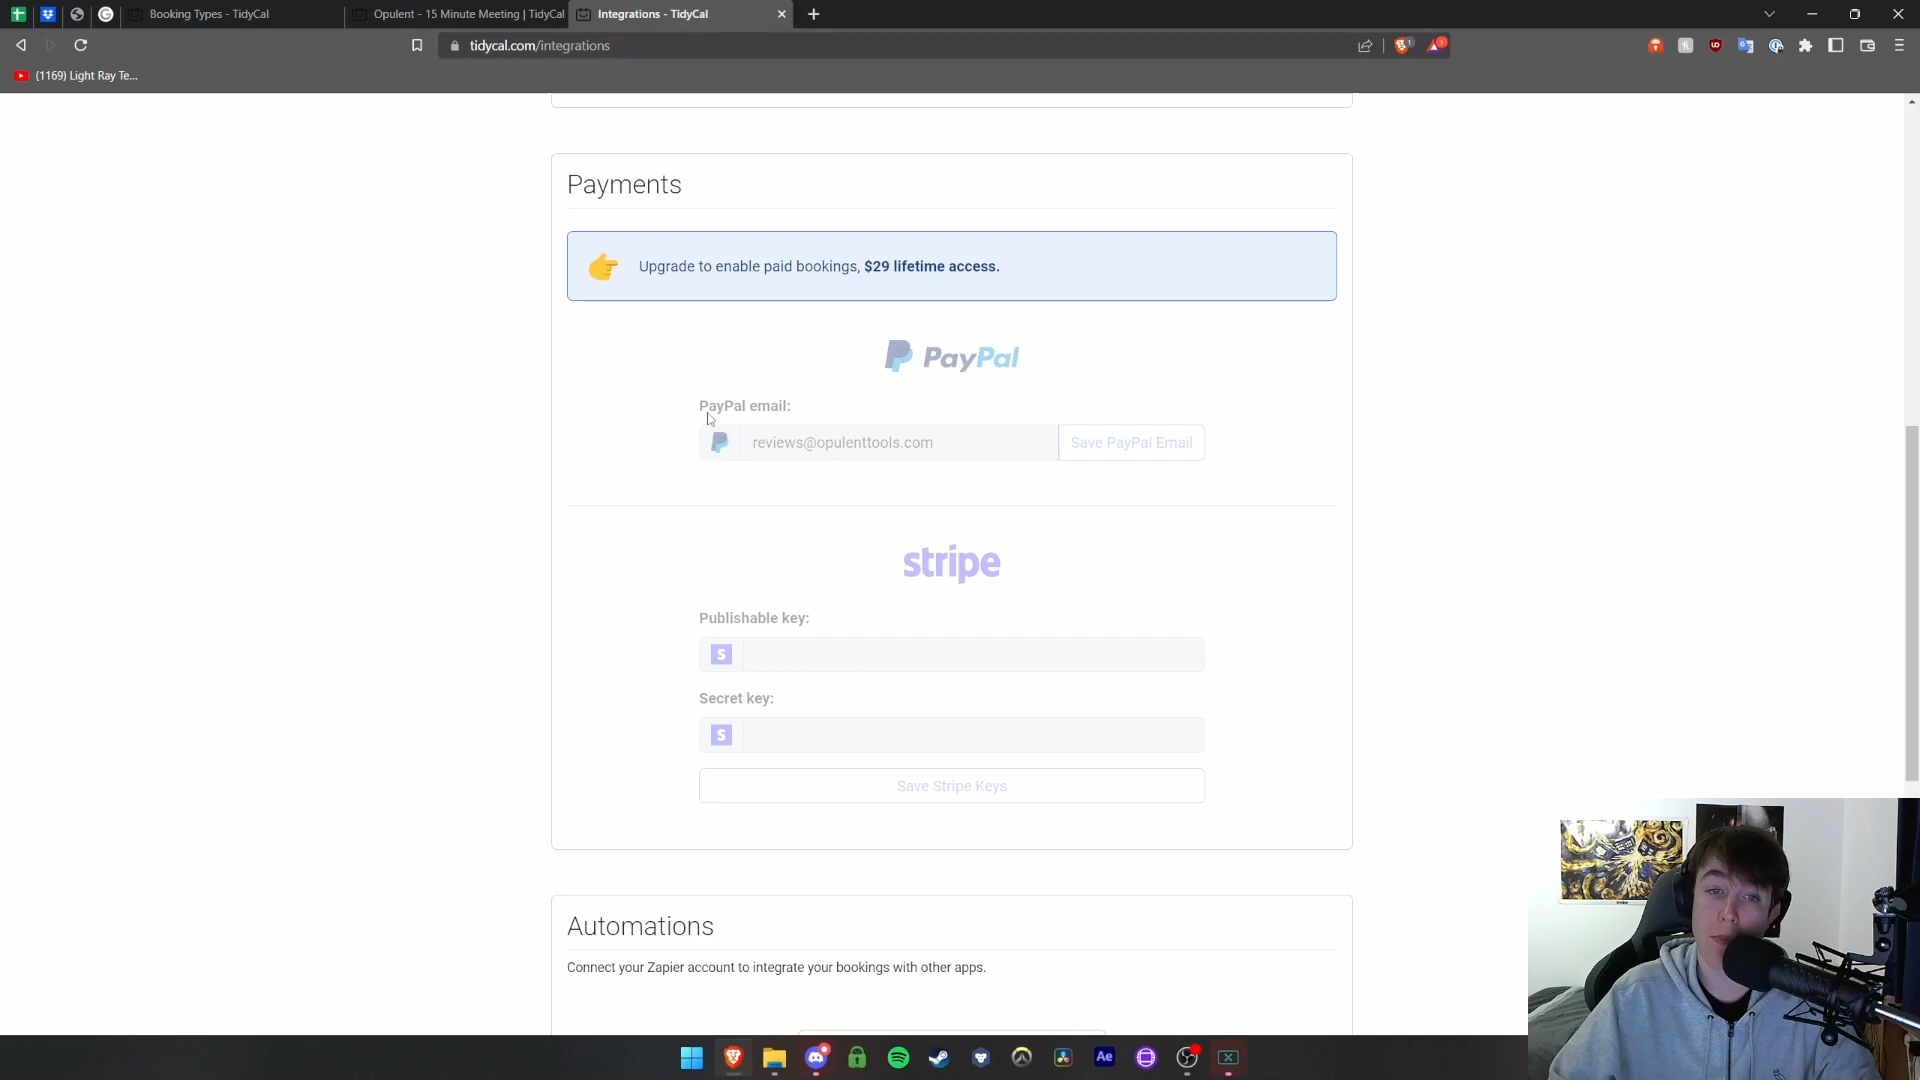 Booking Types - TidyCal
Opulent - 15 Minute Meeting | TidyCal
Integrations - TidyCal
tidycal.com/integrations
(1169) Light Ray Te...
Payments
Upgrade to enable paid bookings, $29 lifetime access.
PayPal
PayPal email:
reviews@opulenttools.com
Save PayPal Email
stripe
Publishable key:
S
Secret key:
S
Save Stripe Keys
Automations
Connect your Zapier account to integrate your bookings with other apps.
Ae